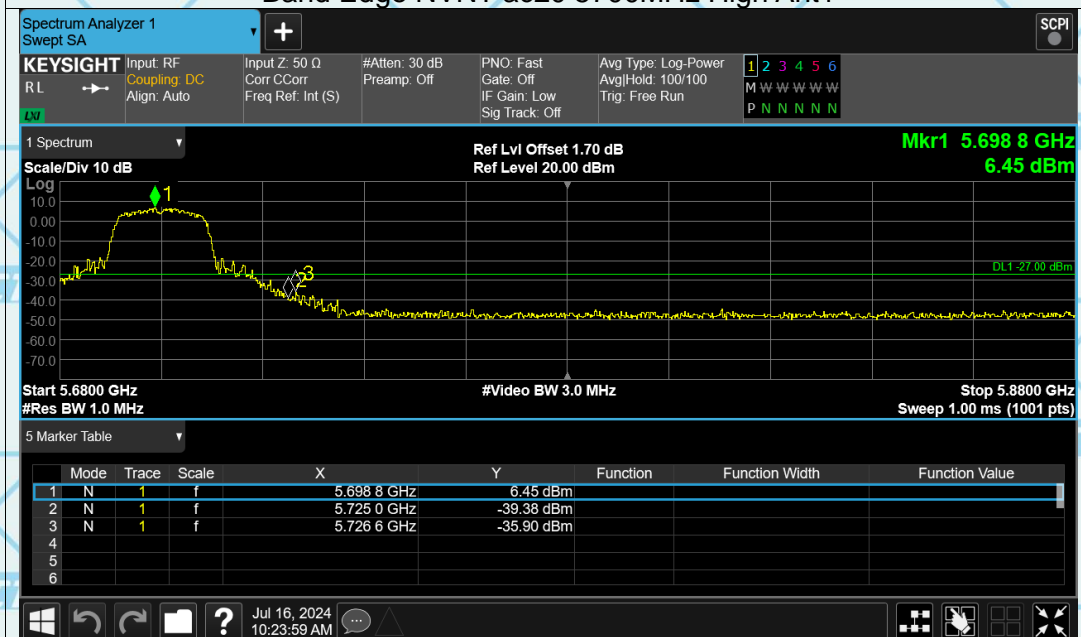 Spectrum Analyzer 1
Swept SA
SCPI
KEYSIGHT
RL
LXI
Input: RF
Coupling: DC
Align: Auto
Input Z: 50 Ω
Corr CCorr
Freq Ref: Int (S)
#Atten: 30 dB
Preamp: Off
PNO: Fast
Gate: Off
IF Gain: Low
Sig Track: Off
Avg Type: Log-Power
Avg|Hold: 100/100
Trig: Free Run
1 2 3 4 5 6
M W W W W W
P N N N N N
1 Spectrum
Scale/Div 10 dB
Ref Lvl Offset 1.70 dB
Ref Level 20.00 dBm
Mkr1 5.698 8 GHz
6.45 dBm
Log
10.0
0.00
-10.0
-20.0
-30.0
-40.0
-50.0
-60.0
-70.0
1
3
2
DL1 -27.00 dBm
Start 5.6800 GHz
#Video BW 3.0 MHz
Stop 5.8800 GHz
#Res BW 1.0 MHz
Sweep 1.00 ms (1001 pts)
5 Marker Table
Mode Trace Scale X Y Function Function Width Function Value
1 N 1 f 5.698 8 GHz 6.45 dBm
2 N 1 f 5.725 0 GHz -39.38 dBm
3 N 1 f 5.726 6 GHz -35.90 dBm
4
5
6
Jul 16, 2024
10:23:59 AM